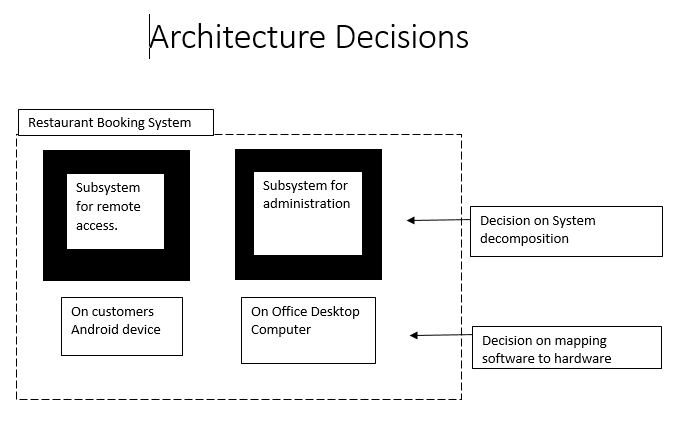 Architecture Decisions
Restaurant Booking System
Subsystem
for remote
access.
Subsystem for
administration
Decision on System
decomposition
On customers
Android device
On Office Desktop
Computer
Decision on mapping
software to hardware